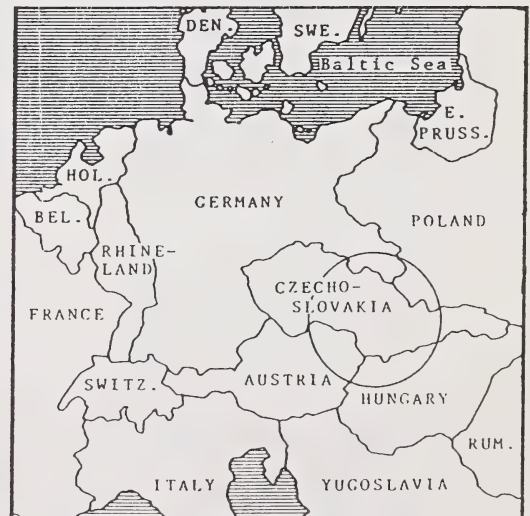 DEN.
SWE.
Baltic Sea
E.
PRUSS.
HOL.
GERMANY
BEL.
POLAND
RHINE-
LAND
CZECHO-
SLOVAKIA
FRANCE
SWITZ.
AUSTRIA
HUNGARY
RUM.
ITALY
YUGOSLAVIA